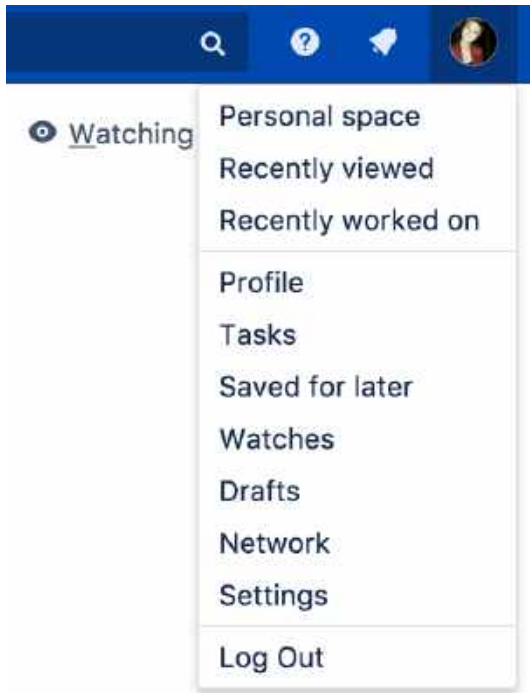 Watching
Personal space
Recently viewed
Recently worked on
Profile
Tasks
Saved for later
Watches
Drafts
Network
Settings
Log Out